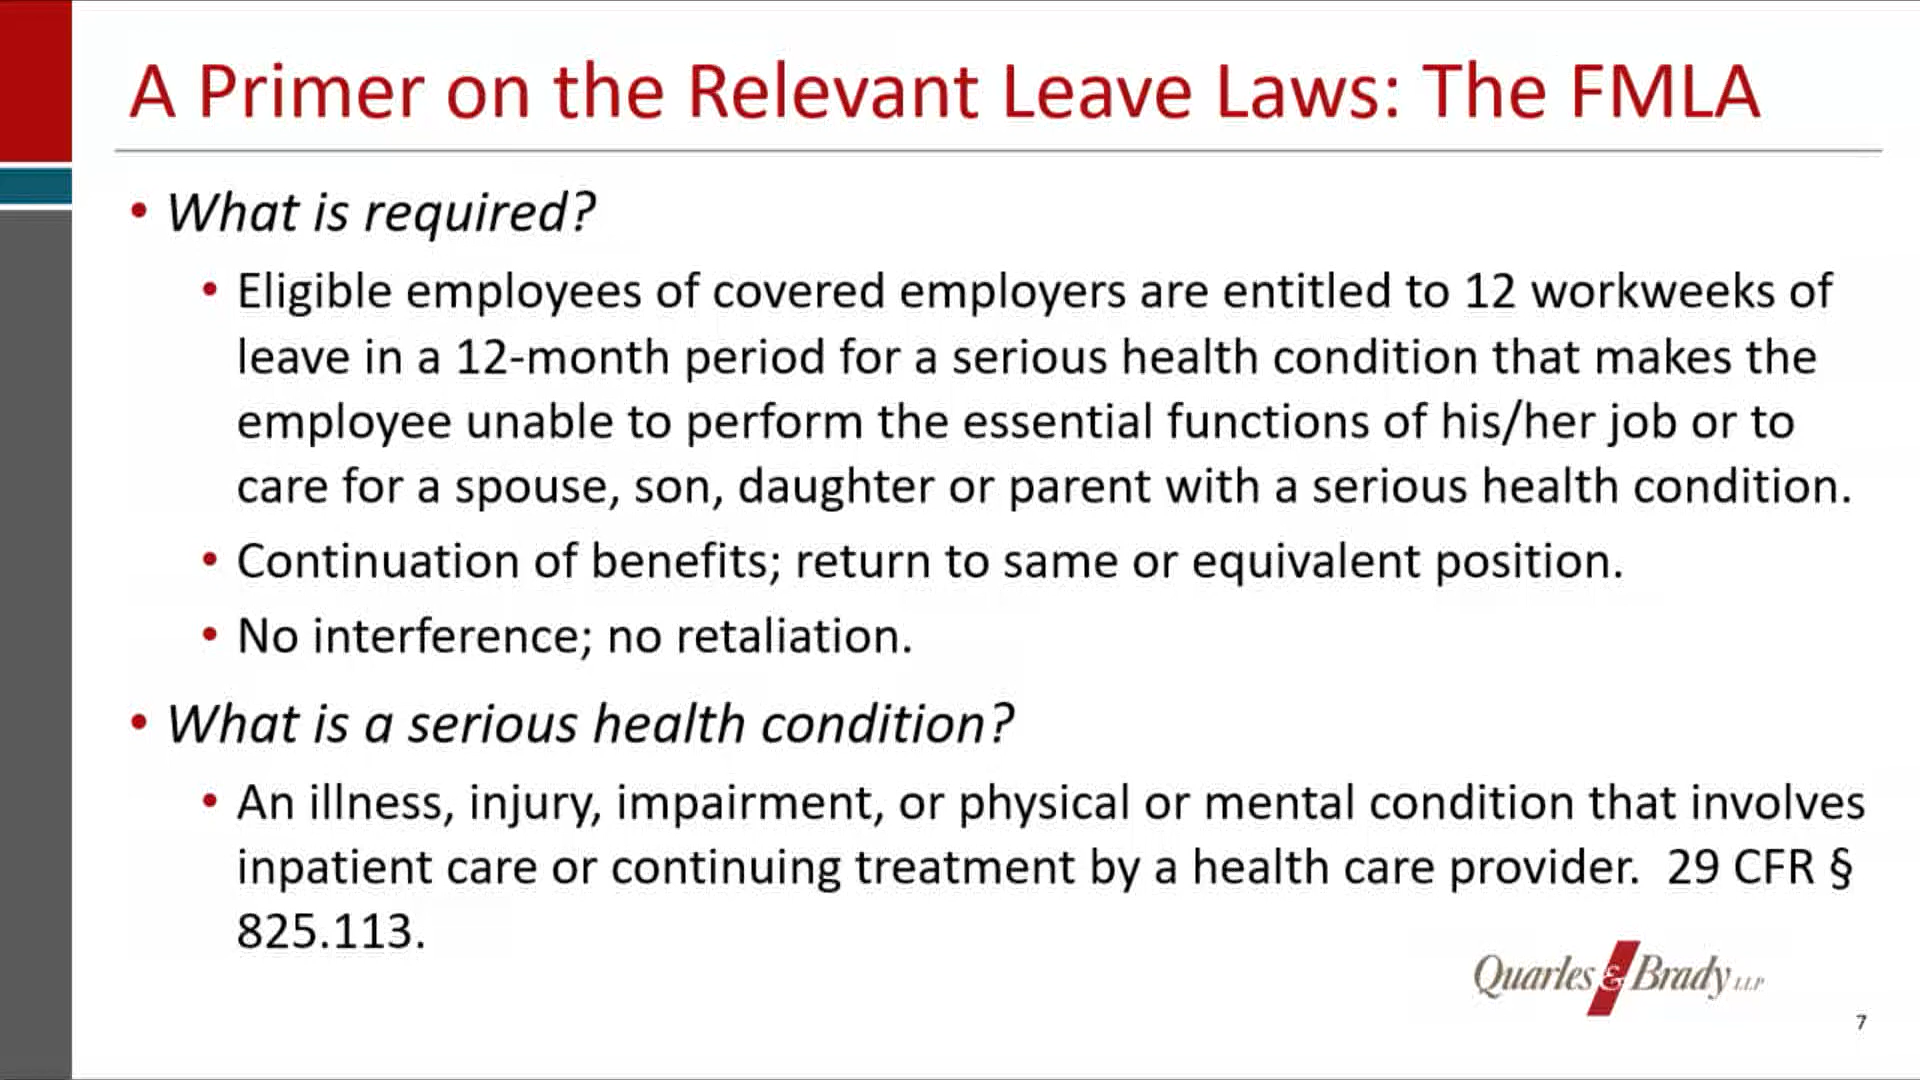 A Primer on the Relevant Leave Laws: The FMLA
• What is required?
• Eligible employees of covered employers are entitled to 12 workweeks of
leave in a 12-month period for a serious health condition that makes the
employee unable to perform the essential functions of his/her job or to
care for a spouse, son, daughter or parent with a serious health condition.
• Continuation of benefits; return to same or equivalent position.
• No interference; no retaliation.
• What is a serious health condition?
• An illness, injury, impairment, or physical or mental condition that involves
inpatient care or continuing treatment by a health care provider.  29 CFR §
825.113.
Quarles & Brady LLP
7